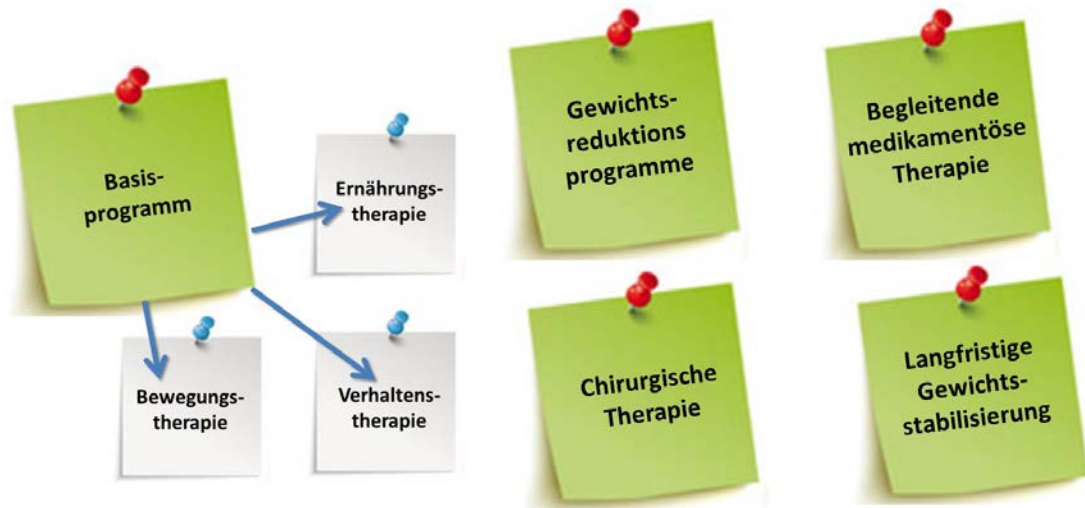 Basis-
programm
Ernährungs-
therapie
Bewegungs-
therapie
Verhaltens-
therapie
Gewichts-
reduktions
programme
Begleitende
medikamentöse
Therapie
Chirurgische
Therapie
Langfristige
Gewichts-
stabilisierung